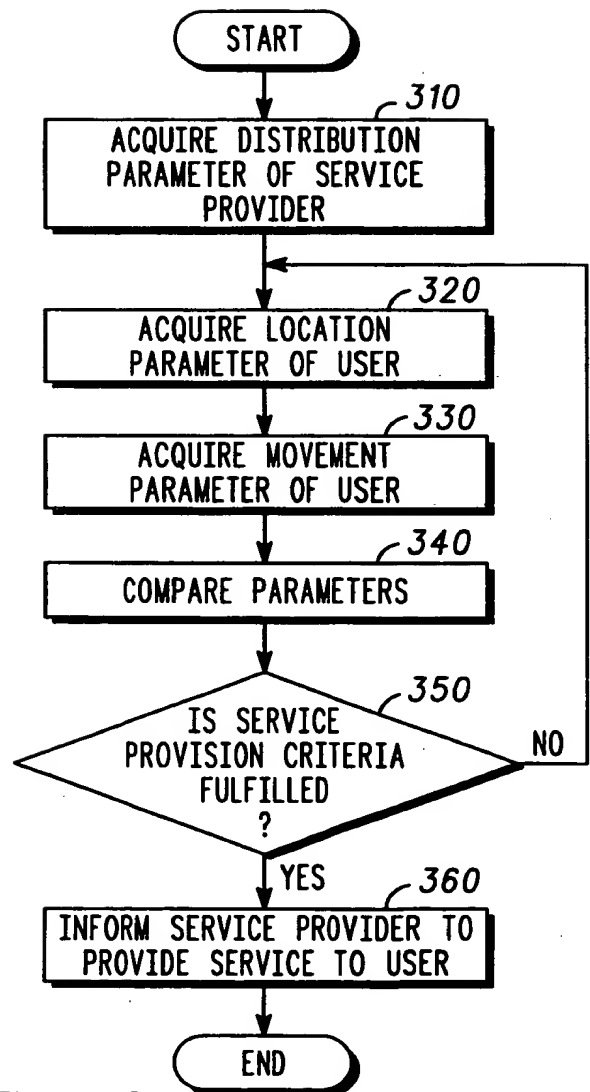 START
310
ACQUIRE DISTRIBUTION
PARAMETER OF SERVICE
PROVIDER
320
ACQUIRE LOCATION
PARAMETER OF USER
330
ACQUIRE MOVEMENT
PARAMETER OF USER
340
COMPARE PARAMETERS
350
IS SERVICE
PROVISION CRITERIA
FULFILLED
?
NO
YES
360
INFORM SERVICE PROVIDER TO
PROVIDE SERVICE TO USER
END